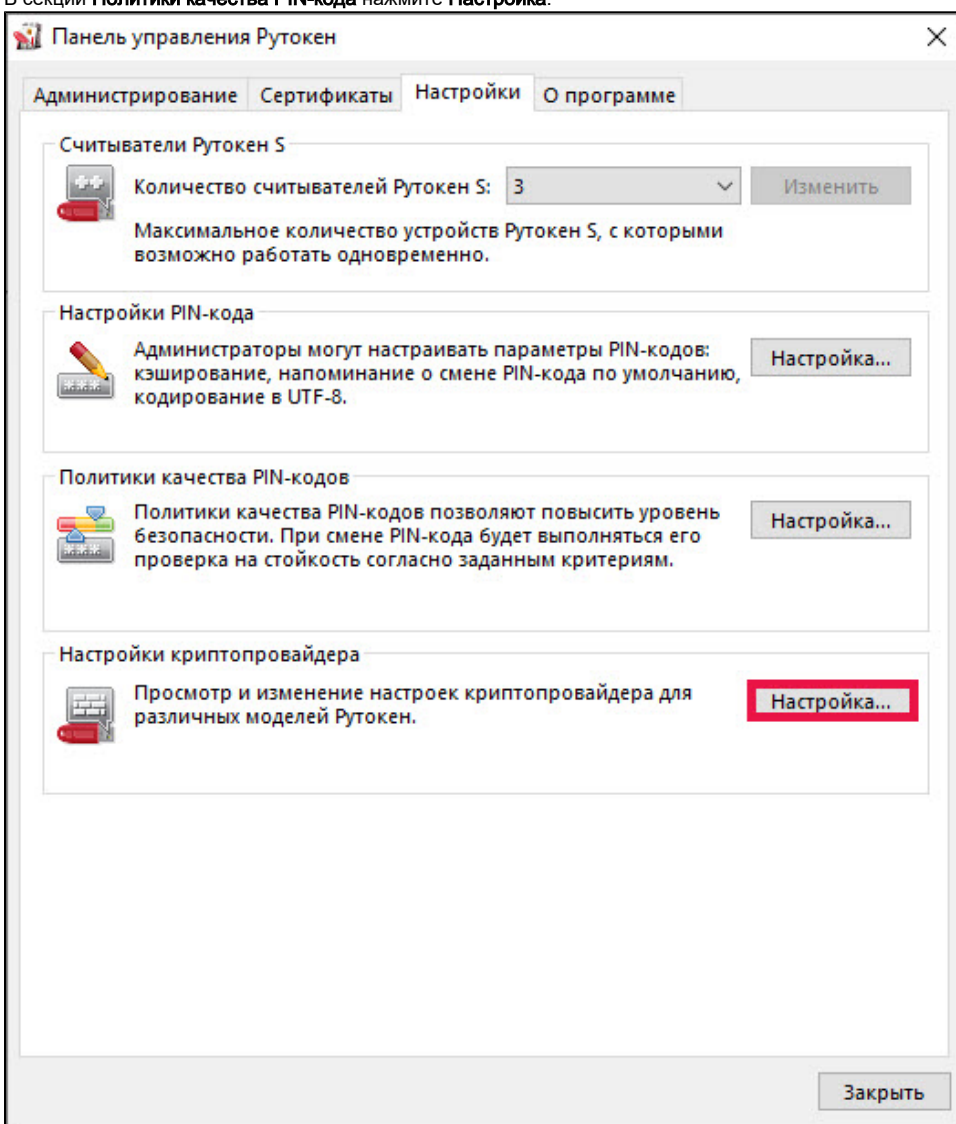 В секции Политики качества PIN-кода нажмите Настройка.
Панель управления Рутокен
Администрирование Сертификаты Настройки О программе
Считыватели Рутокен S
Количество считывателей Рутокен S: 3 Изменить
Максимальное количество устройств Рутокен S, с которыми
возможно работать одновременно.
Настройки PIN-кода
Администраторы могут настраивать параметры PIN-кодов:
кэширование, напоминание о смене PIN-кода по умолчанию,
кодирование в UTF-8.
Настройка...
Политики качества PIN-кодов
Политики качества PIN-кодов позволяют повысить уровень
безопасности. При смене PIN-кода будет выполняться его
проверка на стойкость согласно заданным критериям.
Настройка...
Настройки криптопровайдера
Просмотр и изменение настроек криптопровайдера для
различных моделей Рутокен.
Настройка...
Закрыть